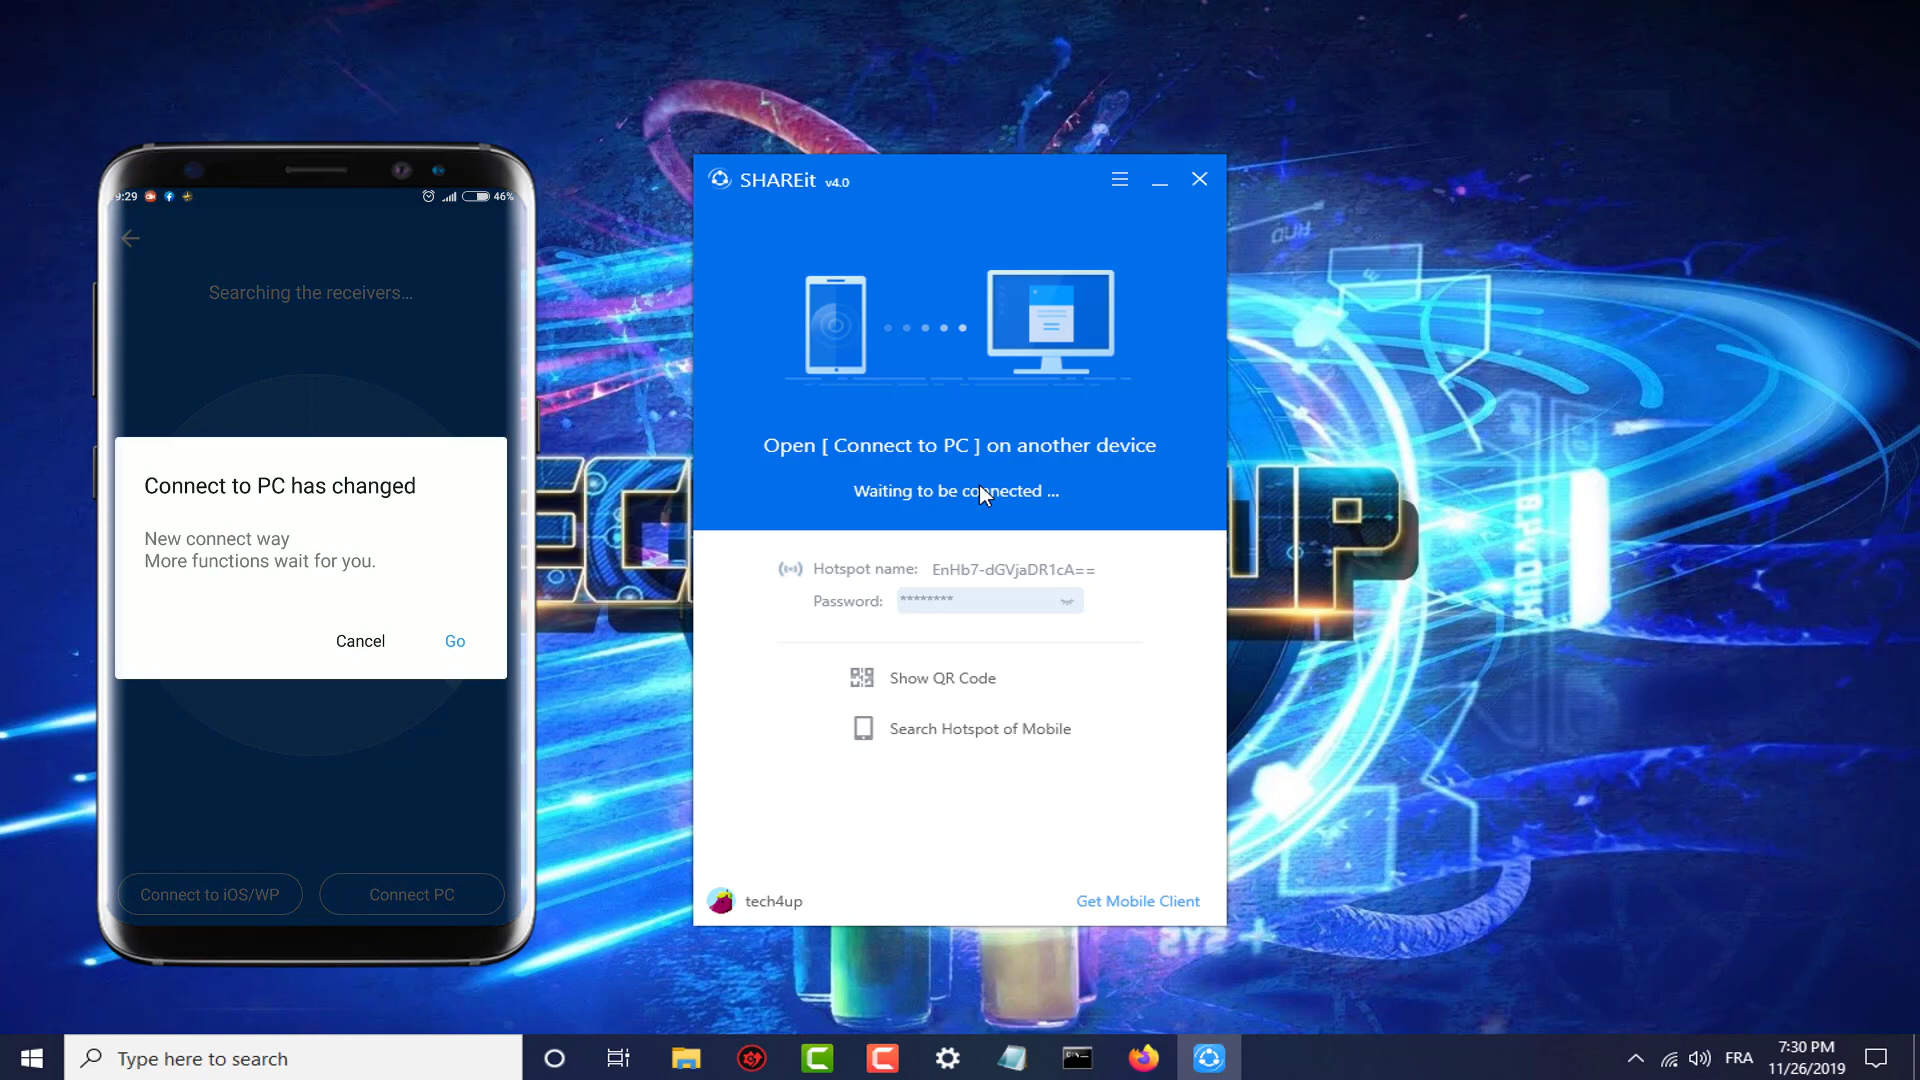 9:29
46%
Searching the receivers...
Connect to PC has changed
New connect way
More functions wait for you.
Cancel
Go
Connect to iOS/WP
Connect PC
SHAREit v4.0
Open [ Connect to PC ] on another device
Waiting to be connected ...
Hotspot name: EnHb7-dGVjaDR1cA==
Password: ********
Show QR Code
Search Hotspot of Mobile
tech4up
Get Mobile Client
Type here to search
FRA
7:30 PM
11/26/2019